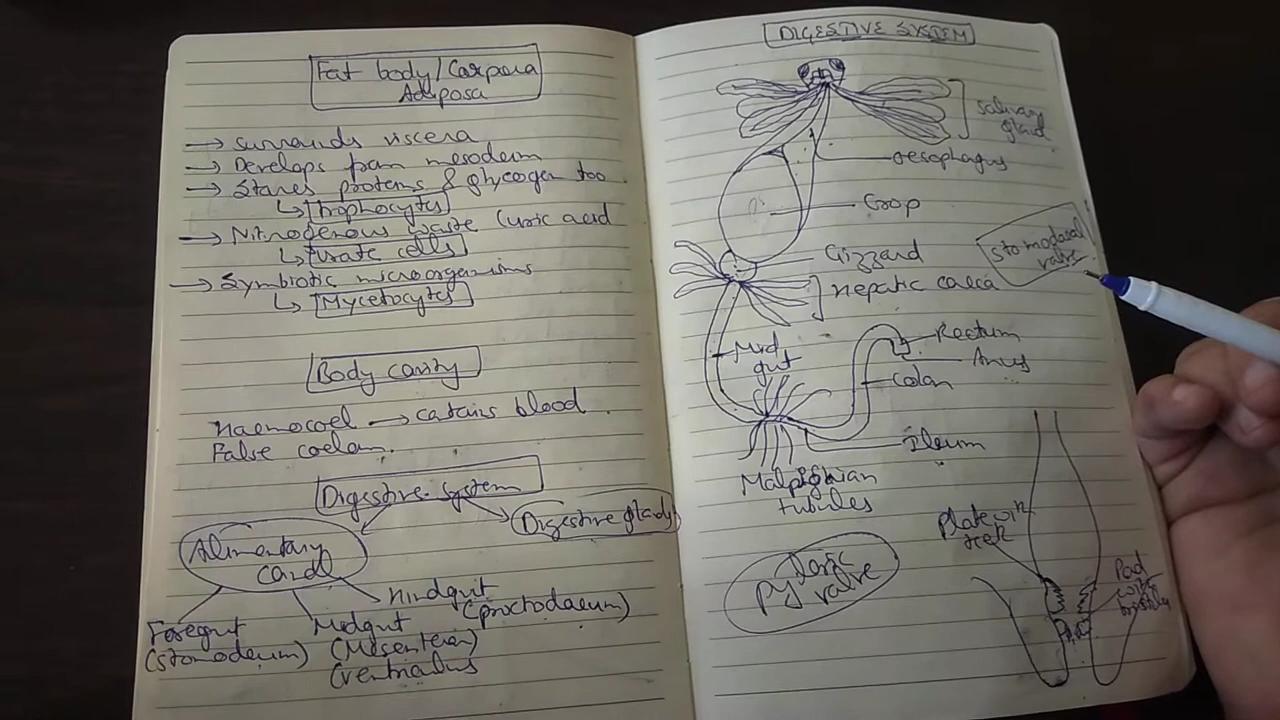 Fat body/Carpora
Adiposa
→ Surrounds viscera
→ Develops from mesoderm
→ Stores proteins & glycogen too
↳ Trophocytes
→ Nitrogenous waste (uric acid
↳ urate cells
→ Symbiotic microorganisms
↳ Mycetocytes
Body cavity
Haemocoel → contains blood
False coelom.
Digestive system
Digestive glands
Alimentary
Canal
Foregut
(stomodeum)
Midgut
(Mesenteron)
(ventriculus
Hindgut
(proctodaeum)
DIGESTIVE SYSTEM
Salivary
gland
oesophagus
Crop
Gizzard
Stomodaeal
valve
hepatic caeca
Mid
gut
Rectum
Anus
Colon
Ileum
Malpighian
tubules
Pyloric
valve
Plate with
teeth
Pad
with
bristles